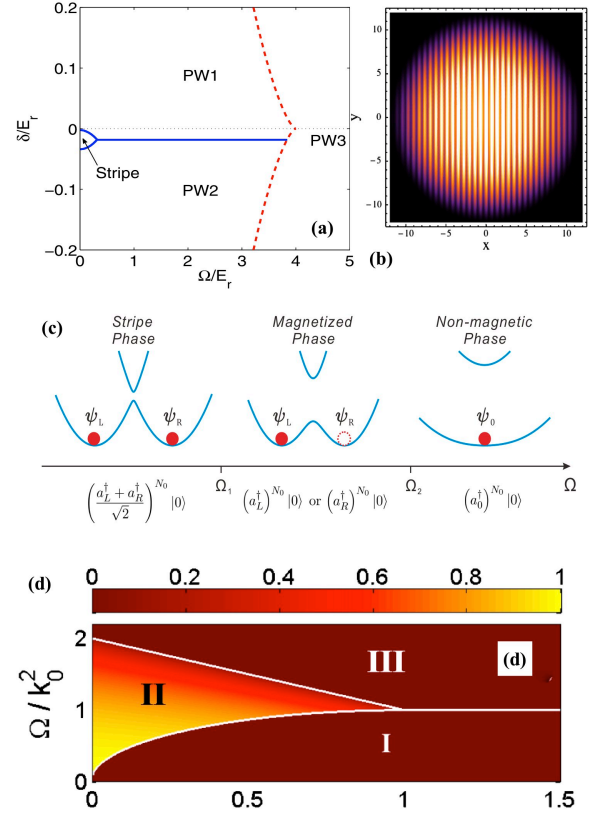 0.2
0.1
0
−0.1
−0.2
δ/E_r
PW1
PW2
PW3
Stripe
(a)
0 1 2 3 4 5
Ω/E_r
10
5
0
−5
−10
y
−10 −5 0 5 10
x
(b)
(c)
Stripe Phase
Magnetized Phase
Non-magnetic Phase
ψ_L ψ_R ψ_L ψ_R ψ_0
Ω_1 Ω_2 Ω
((a_L^† + a_R^†)/√2)^{N_0} |0⟩
(a_L^†)^{N_0} |0⟩ or (a_R^†)^{N_0} |0⟩
(a_0^†)^{N_0} |0⟩
(d)
0 0.2 0.4 0.6 0.8 1
Ω / k_0^2
2
1
0
II
III
I
(d)
0 0.5 1 1.5